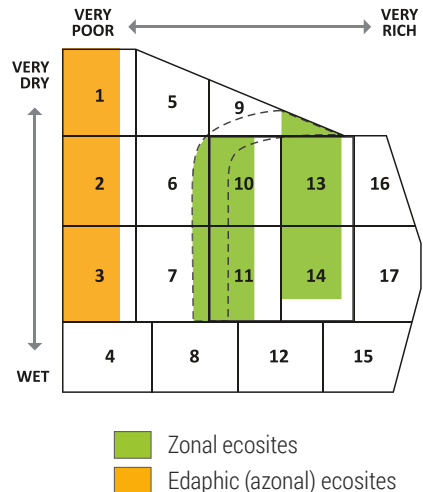 VERY
POOR
VERY
RICH
VERY
DRY
1
5
9
2
6
10
13
16
3
7
11
14
17
4
8
12
15
WET
Zonal ecosites
Edaphic (azonal) ecosites